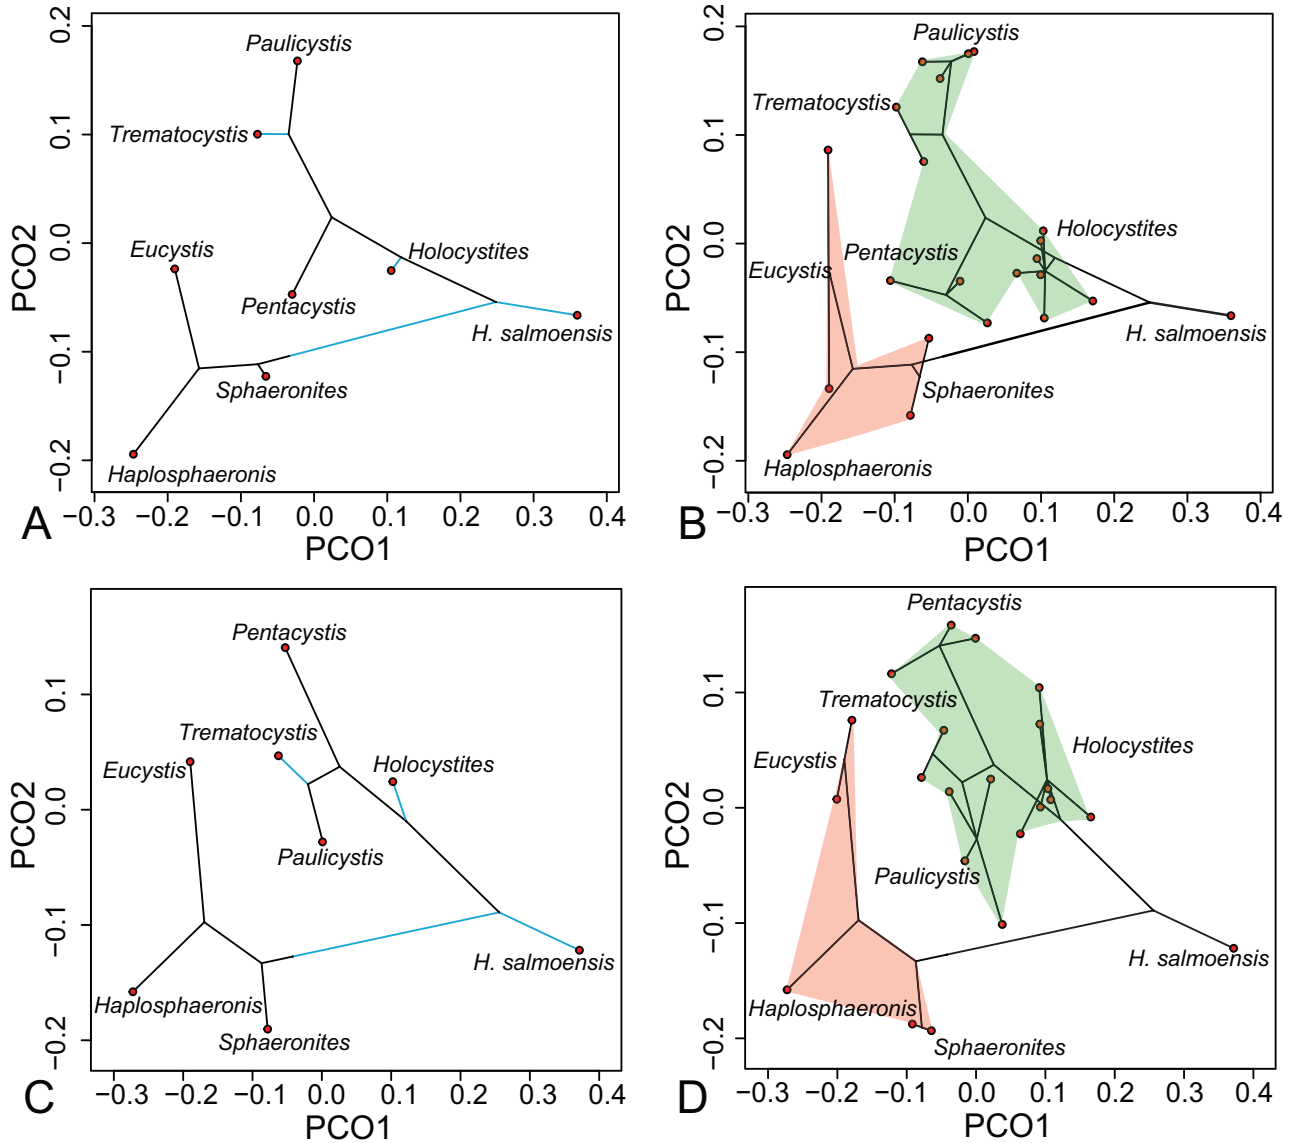 0.2
0.1
0.0
−0.1
−0.2
PCO2
Paulicystis
Trematocystis
Eucystis
Holocystites
Pentacystis
H. salmoensis
Sphaeronites
Haplosphaeronis
−0.3 −0.2 −0.1 0.0 0.1 0.2 0.3 0.4
A
PCO1
0.2
0.1
0.0
−0.1
−0.2
PCO2
Paulicystis
Trematocystis
Holocystites
Pentacystis
Eucystis
H. salmoensis
Sphaeronites
Haplosphaeronis
−0.3 −0.2 −0.1 0.0 0.1 0.2 0.3 0.4
B
PCO1
0.1
0.0
−0.1
−0.2
PCO2
Pentacystis
Trematocystis
Eucystis
Holocystites
Paulicystis
H. salmoensis
Haplosphaeronis
Sphaeronites
−0.3 −0.2 −0.1 0.0 0.1 0.2 0.3 0.4
C
PCO1
0.1
0.0
−0.1
−0.2
PCO2
Pentacystis
Trematocystis
Holocystites
Eucystis
Paulicystis
H. salmoensis
Haplosphaeronis
Sphaeronites
−0.3 −0.2 −0.1 0.0 0.1 0.2 0.3 0.4
D
PCO1